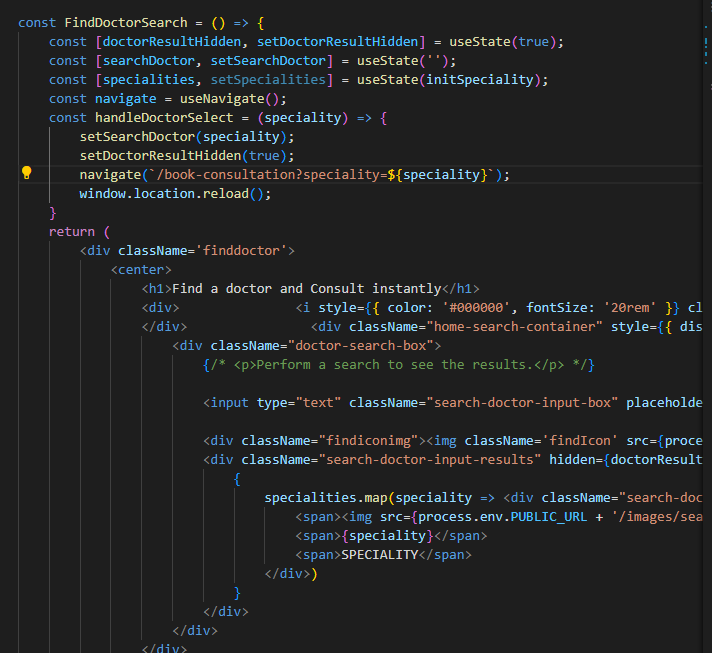 const FindDoctorSearch = () => {
const [doctorResultHidden, setDoctorResultHidden] = useState(true);
const [searchDoctor, setSearchDoctor] = useState('');
const [specialities, setSpecialities] = useState(initSpeciality);
const navigate = useNavigate();
const handleDoctorSelect = (speciality) => {
setSearchDoctor(speciality);
setDoctorResultHidden(true);
navigate(`/book-consultation?speciality=${speciality}`);
window.location.reload();
}
return (
<div className='finddoctor'>
<center>
<h1>Find a doctor and Consult instantly</h1>
<div> <i style={{ color: '#000000', fontSize: '20rem' }} cl
</div> <div className="home-search-container" style={{ dis
<div className="doctor-search-box">
{/* <p>Perform a search to see the results.</p> */}
<input type="text" className="search-doctor-input-box" placeholde
<div className="findiconimg"><img className='findIcon' src={proce
<div className="search-doctor-input-results" hidden={doctorResult
{
specialities.map(speciality => <div className="search-doc
<span><img src={process.env.PUBLIC_URL + '/images/sea
<span>{speciality}</span>
<span>SPECIALITY</span>
</div>)
}
</div>
</div>
</div>